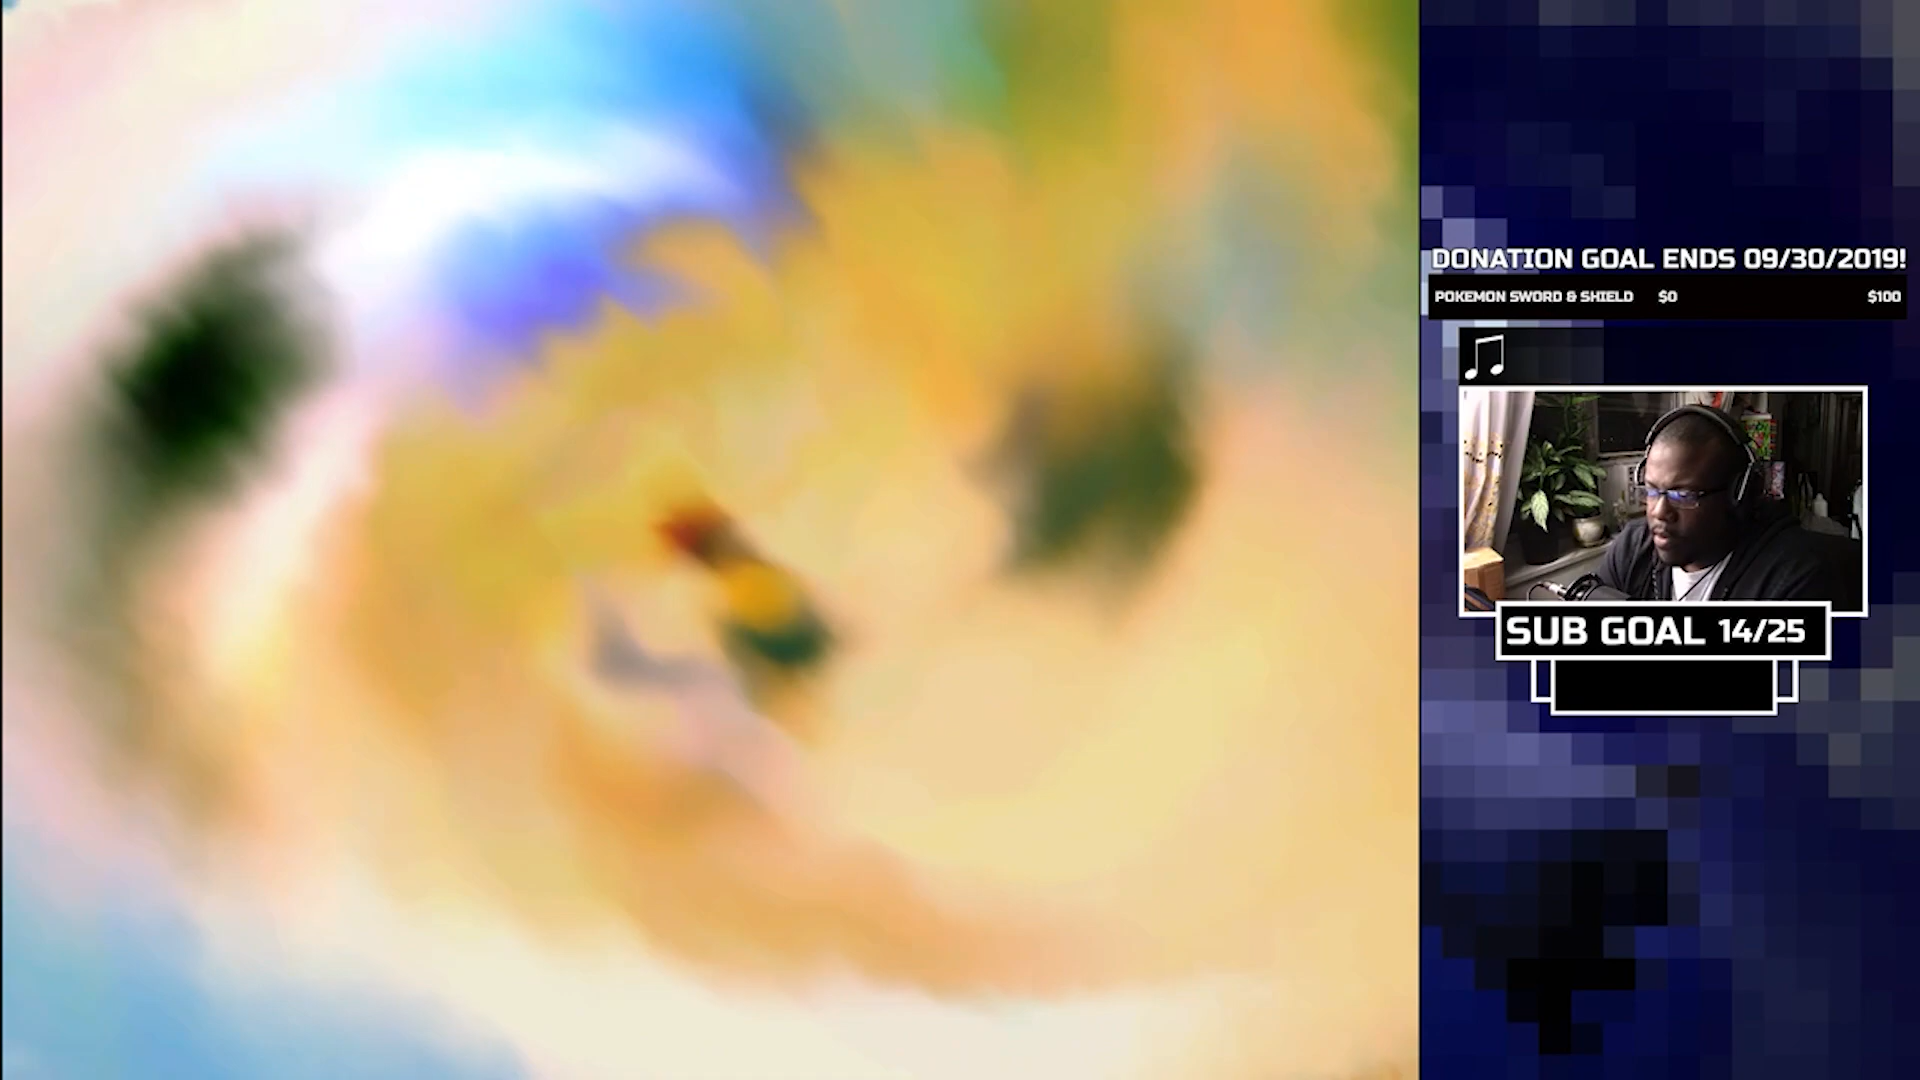 DONATION GOAL ENDS 09/30/2019!
POKEMON SWORD & SHIELD $0 $100
SUB GOAL 14/25